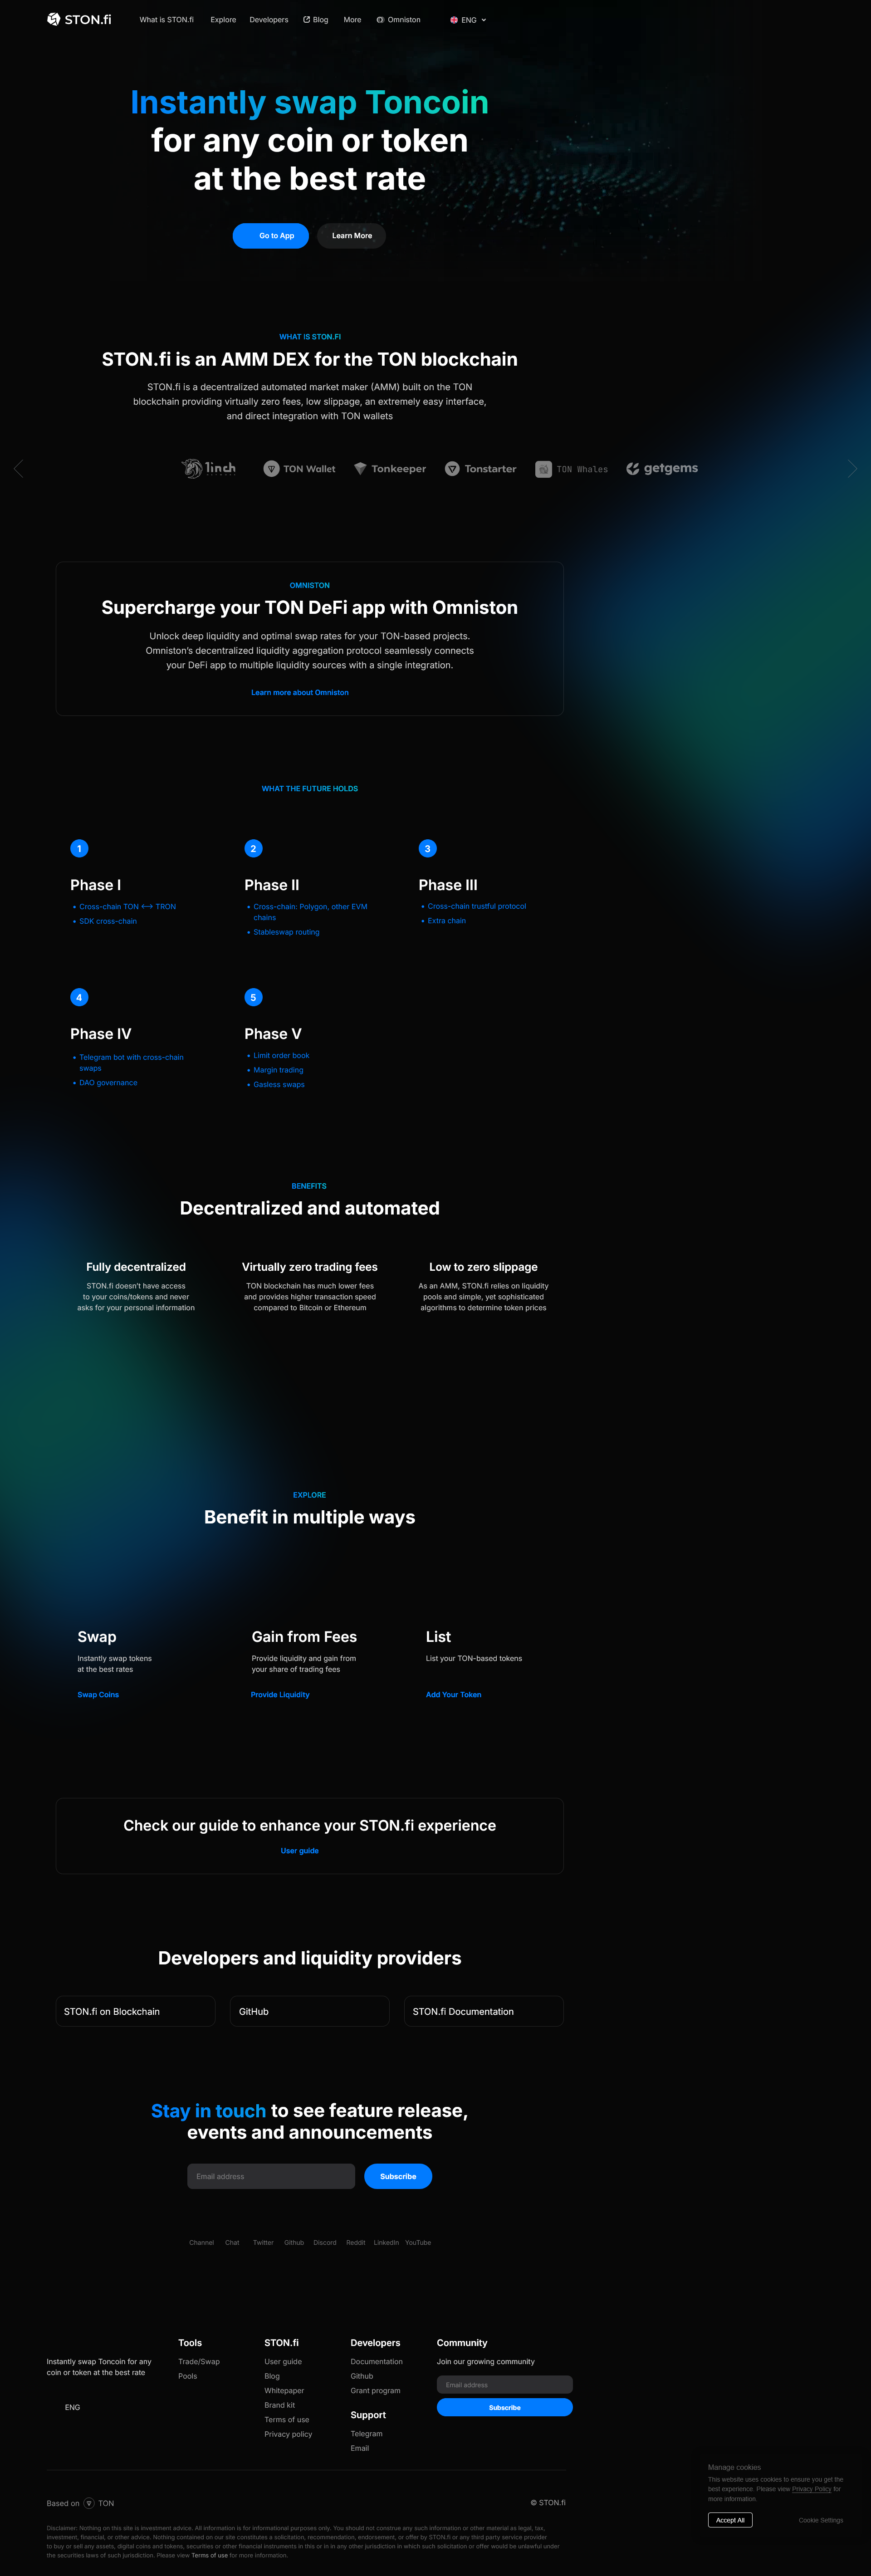 STON.fi What is STON.fi Explore Developers Blog More Omniston ENG
Instantly swap Toncoin
for any coin or token
at the best rate
Go to App Learn More
WHAT IS STON.FI
STON.fi is an AMM DEX for the TON blockchain
STON.fi is a decentralized automated market maker (AMM) built on the TON
blockchain providing virtual zero fees, low slippage, an extremely easy interface,
and direct integration with TON wallets
1inch TON Wallet Tonkeeper Tonstarter TON Whales getgems
OMNISTON
Supercharge your TON DeFi app with Omniston
Unlock deep liquidity and optimal swap rates for your TON-based projects.
Omniston’s decentralized liquidity aggregation protocol seamlessly connects
your DeFi app to multiple liquidity sources with a single integration.
Learn more about Omniston
WHAT THE FUTURE HOLDS
1
Phase I
• Cross-chain TON <-> TRON
• SDK cross-chain
2
Phase II
• Cross-chain: Polygon, other EVM
chains
• Stableswap routing
3
Phase III
• Cross-chain trustful protocol
• Extra chain
4
Phase IV
• Telegram bot with cross-chain
swaps
• DAO governance
5
Phase V
• Limit order book
• Margin trading
• Gasless swaps
BENEFITS
Decentralized and automated
Fully decentralized
STON.fi doesn’t have access
to your coins/tokens and never
asks for your personal information
Virtually zero trading fees
TON blockchain has much lower fees
and provides higher transaction speed
compared to Bitcoin or Ethereum
Low to zero slippage
As an AMM, STON.fi relies on liquidity
pools and simple, yet sophisticated
algorithms to determine token prices
EXPLORE
Benefit in multiple ways
Swap
Instantly swap tokens
at the best rates
Swap Coins
Gain from Fees
Provide liquidity and gain from
your share of trading fees
Provide Liquidity
List
List your TON-based tokens
Add Your Token
Check our guide to enhance your STON.fi experience
User guide
Developers and liquidity providers
STON.fi on Blockchain GitHub STON.fi Documentation
Stay in touch to see feature release,
events and announcements
Email address Subscribe
Channel Chat Twitter Github Discord Reddit LinkedIn YouTube
Instantly swap Toncoin for any
coin or token at the best rate
ENG
Tools
Trade/Swap
Pools
STON.fi
User guide
Blog
Whitepaper
Brand kit
Terms of use
Privacy policy
Developers
Documentation
Github
Grant program
Support
Telegram
Email
Community
Join our growing community
Email address
Subscribe
Based on TON
© STON.fi
Disclaimer: Nothing on this site is investment advice. All information is for informational purposes only. You should not construe any such information or other material as legal, tax,
investment, financial, or other advice. Nothing contained on our site constitutes a solicitation, recommendation, endorsement, or offer by STON.fi or any third party service provider
to buy or sell any assets, digital coins and tokens, securities or other financial instruments in this or in in any other jurisdiction in which such solicitation or offer would be unlawful under
the securities laws of such jurisdiction. Please view Terms of use for more information.
Manage cookies
This website uses cookies to ensure you get the
best experience. Please view Privacy Policy for
more information.
Accept All Cookie Settings